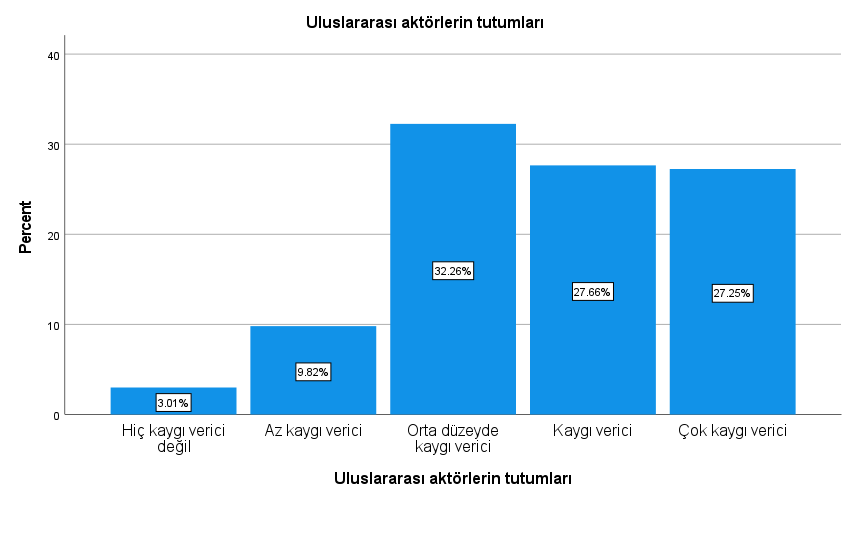 Uluslararası aktörlerin tutumları
40
30
20
10
0
Percent
32.26%
27.66%
27.25%
9.82%
3.01%
Hiç kaygı verici
değil
Az kaygı verici
Orta düzeyde
kaygı verici
Kaygı verici
Çok kaygı verici
Uluslararası aktörlerin tutumları